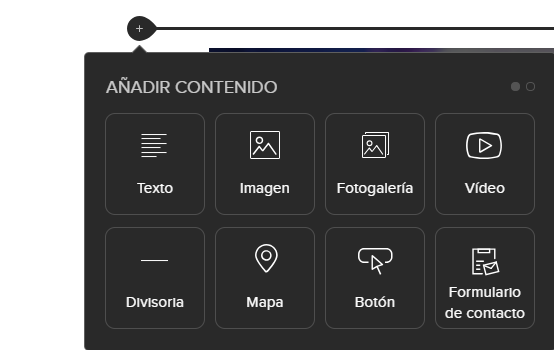 AÑADIR CONTENIDO
Texto
Imagen
Fotogalería
Vídeo
Divisoria
Mapa
Botón
Formulario
de contacto